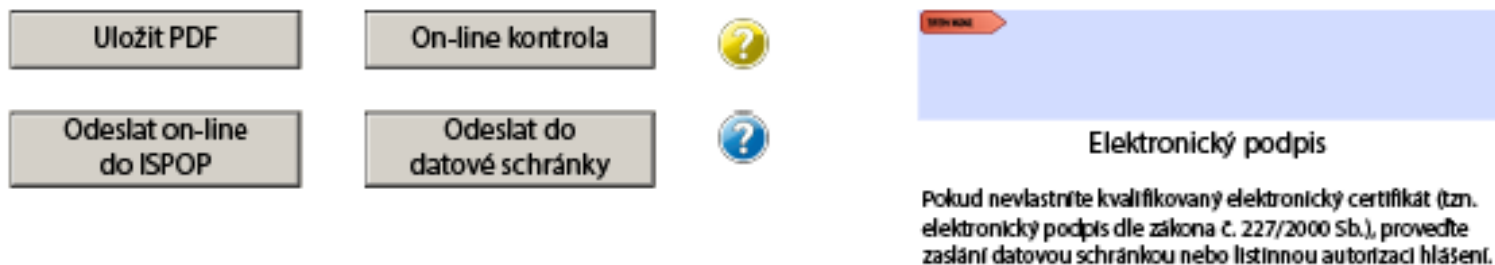 Uložit PDF
On-line kontrola
Odeslat on-line
do ISPOP
Odeslat do
datové schránky
Elektronický podpis
Pokud nevlastníte kvalifikovaný elektronický certifikát (tzn.
elektronický podpis dle zákona č. 227/2000 Sb.), proveďte
zaslání datovou schránkou nebo listinnou autorizaci hlášení.